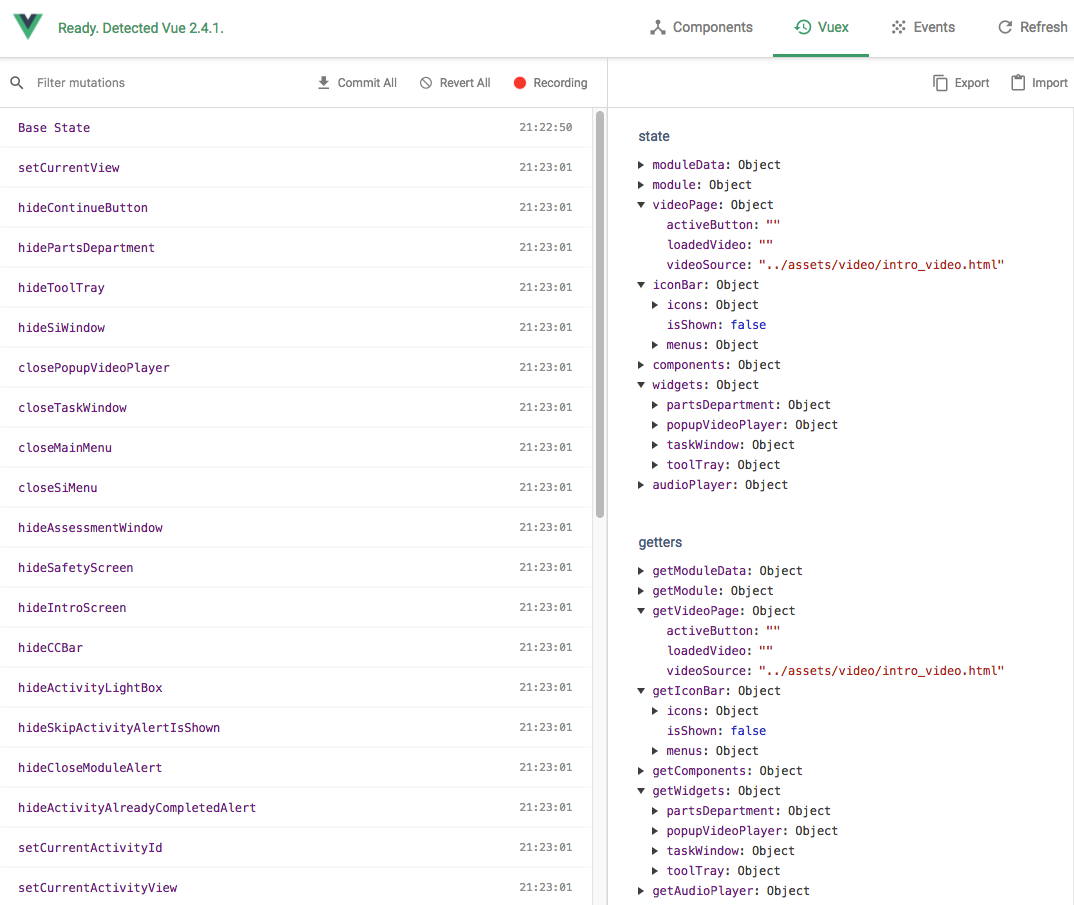 Ready. Detected Vue 2.4.1.
Components
Vuex
Events
Refresh
Filter mutations
Commit All
Revert All
Recording
Export
Import
Base State 21:22:50
setCurrentView 21:23:01
hideContinueButton 21:23:01
hidePartsDepartment 21:23:01
hideToolTray 21:23:01
hideSiWindow 21:23:01
closePopupVideoPlayer 21:23:01
closeTaskWindow 21:23:01
closeMainMenu 21:23:01
closeSiMenu 21:23:01
hideAssessmentWindow 21:23:01
hideSafetyScreen 21:23:01
hideIntroScreen 21:23:01
hideCCBar 21:23:01
hideActivityLightBox 21:23:01
hideSkipActivityAlertIsShown 21:23:01
hideCloseModuleAlert 21:23:01
hideActivityAlreadyCompletedAlert 21:23:01
setCurrentActivityId 21:23:01
setCurrentActivityView 21:23:01
state
moduleData: Object
module: Object
videoPage: Object
activeButton: ""
loadedVideo: ""
videoSource: "../assets/video/intro_video.html"
iconBar: Object
icons: Object
isShown: false
menus: Object
components: Object
widgets: Object
partsDepartment: Object
popupVideoPlayer: Object
taskWindow: Object
toolTray: Object
audioPlayer: Object
getters
getModuleData: Object
getModule: Object
getVideoPage: Object
activeButton: ""
loadedVideo: ""
videoSource: "../assets/video/intro_video.html"
getIconBar: Object
icons: Object
isShown: false
menus: Object
getComponents: Object
getWidgets: Object
partsDepartment: Object
popupVideoPlayer: Object
taskWindow: Object
toolTray: Object
getAudioPlayer: Object